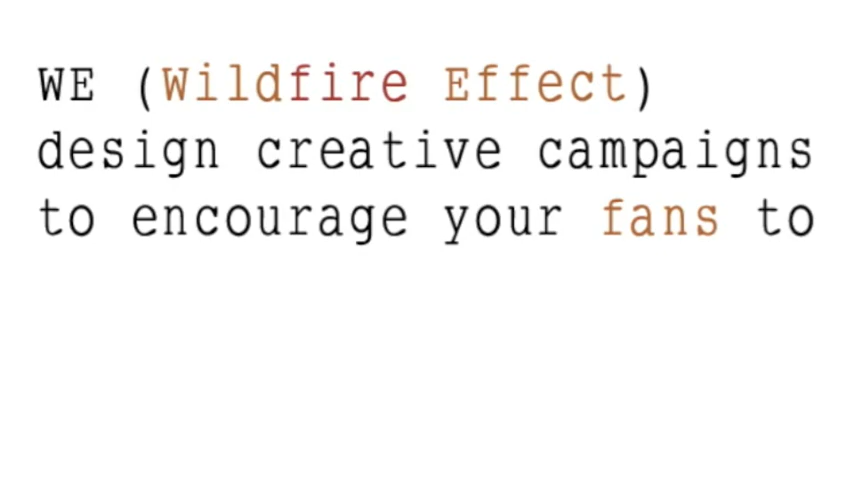 WE (Wildfire Effect)
design creative campaigns
to encourage your fans to